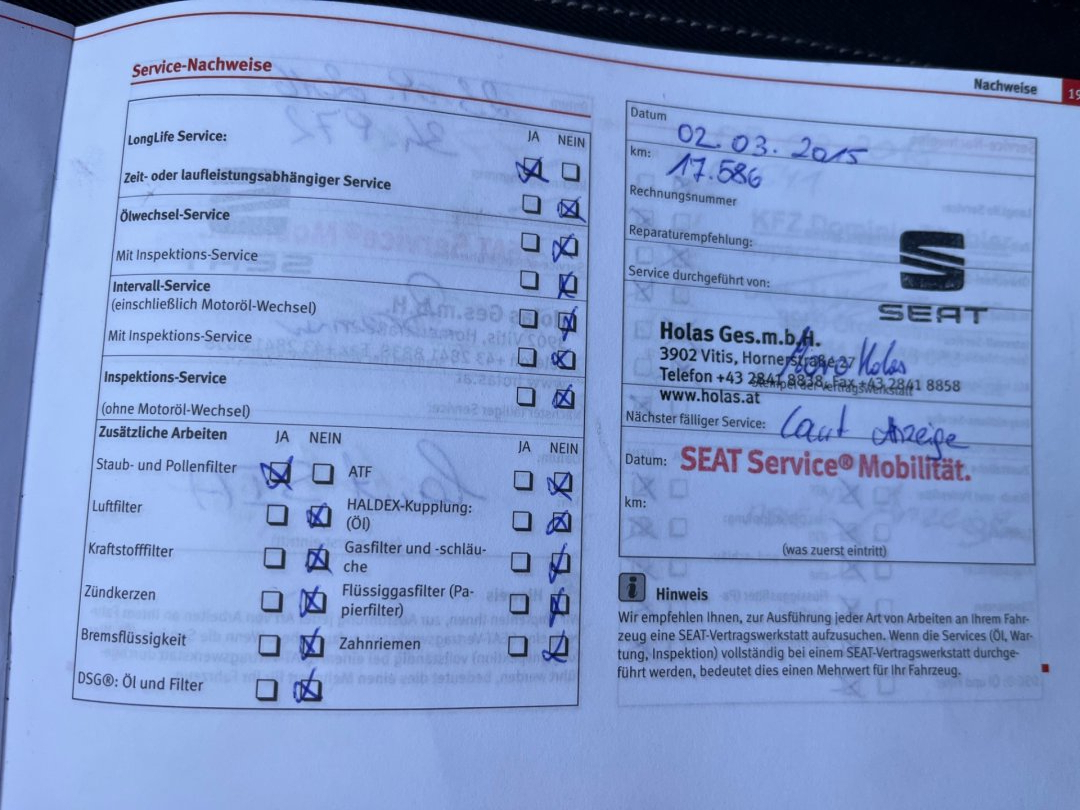 Service-Nachweise
Nachweise
19
JA NEIN
LongLife Service:
Zeit- oder laufleistungsabhängiger Service
Ölwechsel-Service
Mit Inspektions-Service
Intervall-Service
(einschließlich Motoröl-Wechsel)
Mit Inspektions-Service
Inspektions-Service
(ohne Motoröl-Wechsel)
Zusätzliche Arbeiten JA NEIN JA NEIN
Staub- und Pollenfilter ATF
Luftfilter HALDEX-Kupplung:
(Öl)
Kraftstofffilter Gasfilter und -schläu-
che
Zündkerzen Flüssiggasfilter (Pa-
pierfilter)
Bremsflüssigkeit Zahnriemen
DSG®: Öl und Filter
Datum 02.03.2015
km: 17.586
Rechnungsnummer
Reparaturempfehlung:
Service durchgeführt von:
SEAT
Holas Ges.m.b.H.
3902 Vitis, Hornerstraße 37
Telefon +43 2841 8838, Fax +43 2841 8858
Stempel der Vertragswerkstatt
www.holas.at
Nächster fälliger Service: Laut Anzeige
Datum: SEAT Service® Mobilität.
km:
(was zuerst eintritt)
Hinweis
Wir empfehlen Ihnen, zur Ausführung jeder Art von Arbeiten an Ihrem Fahr-
zeug eine SEAT-Vertragswerkstatt aufzusuchen. Wenn die Services (Öl, War-
tung, Inspektion) vollständig bei einem SEAT-Vertragswerkstatt durchge-
führt werden, bedeutet dies einen Mehrwert für Ihr Fahrzeug.